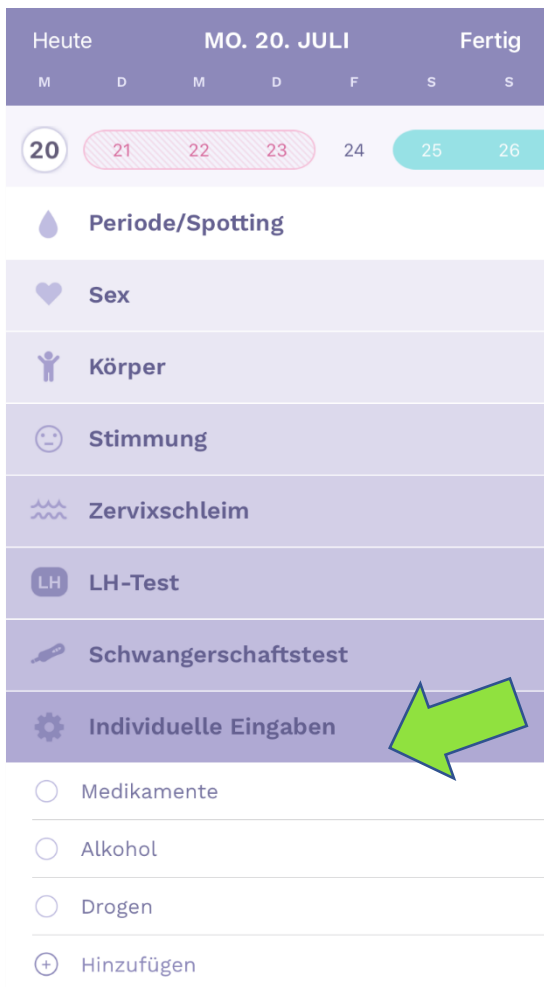 Heute MO. 20. JULI Fertig
M D M D F S S
20 21 22 23 24 25 26
Periode/Spotting
Sex
Körper
Stimmung
Zervixschleim
LH LH-Test
Schwangerschaftstest
Individuelle Eingaben
Medikamente
Alkohol
Drogen
Hinzufügen